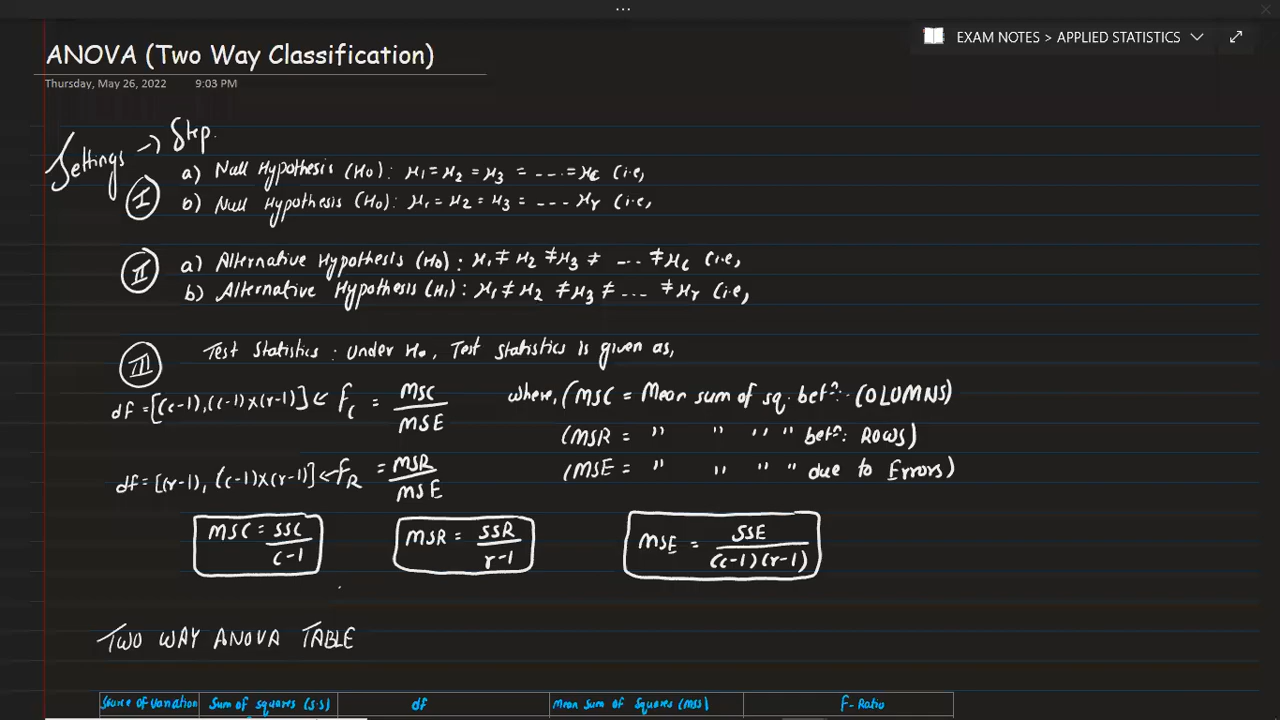 ...
EXAM NOTES > APPLIED STATISTICS
ANOVA (Two Way Classification)
Thursday, May 26, 2022 9:03 PM
Settings → Step.
I
a) Null Hypothesis (H0): μ1 = μ2 = μ3 = .... = μc (i.e,
b) Null Hypothesis (H0): μ1 = μ2 = μ3 = .... μr (i.e,
II
a) Alternative Hypothesis (H0): μ1 ≠ μ2 ≠ μ3 ≠ ... ≠ μc (i.e,
b) Alternative Hypothesis (H1): μ1 ≠ μ2 ≠ μ3 ≠ ... ≠ μr (i.e,
III Test Statistics: Under H0, Test statistics is given as,
df = [(c-1), (c-1)x(r-1)] ← Fc = MSC / MSE where, (MSC = Mean sum of sq. betn: COLUMNS)
(MSR = " " " " betn: ROWS)
df = [(r-1), (c-1)x(r-1)] ← FR = MSR / MSE (MSE = " " " " due to Errors)
MSC = SSC / c-1 MSR = SSR / r-1 MSE = SSE / (c-1)(r-1)
TWO WAY ANOVA TABLE
Source of variation Sum of squares (s.s) df Mean Sum of Squares (MSS) F-Ratio